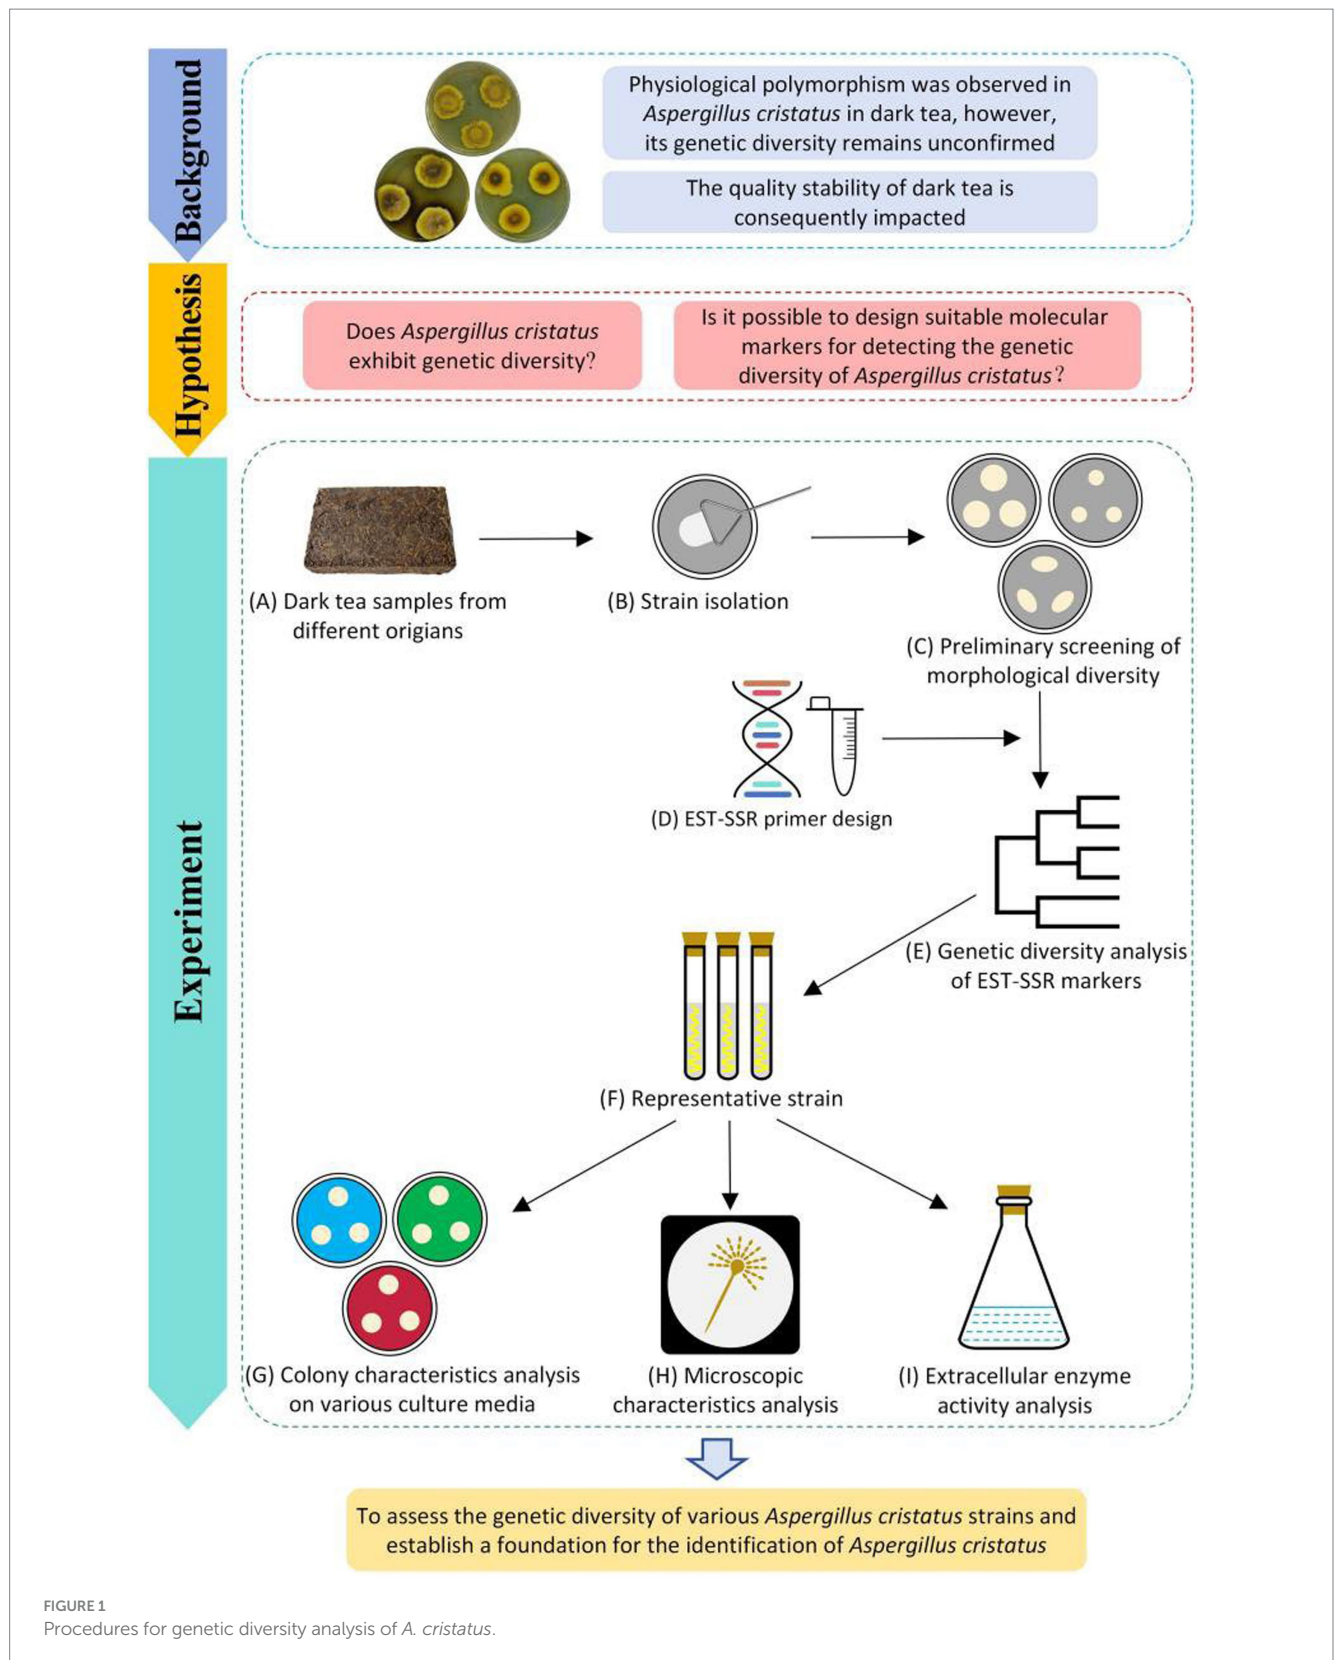 Background
Physiological polymorphism was observed in
Aspergillus cristatus in dark tea, however,
its genetic diversity remains unconfirmed
The quality stability of dark tea is
consequently impacted
Hypothesis
Does Aspergillus cristatus
exhibit genetic diversity?
Is it possible to design suitable molecular
markers for detecting the genetic
diversity of Aspergillus cristatus?
Experiment
(A) Dark tea samples from
different origians
(B) Strain isolation
(C) Preliminary screening of
morphological diversity
(D) EST-SSR primer design
(E) Genetic diversity analysis
of EST-SSR markers
(F) Representative strain
(G) Colony characteristics analysis
on various culture media
(H) Microscopic
characteristics analysis
(I) Extracellular enzyme
activity analysis
To assess the genetic diversity of various Aspergillus cristatus strains and
establish a foundation for the identification of Aspergillus cristatus
FIGURE 1
Procedures for genetic diversity analysis of A. cristatus.